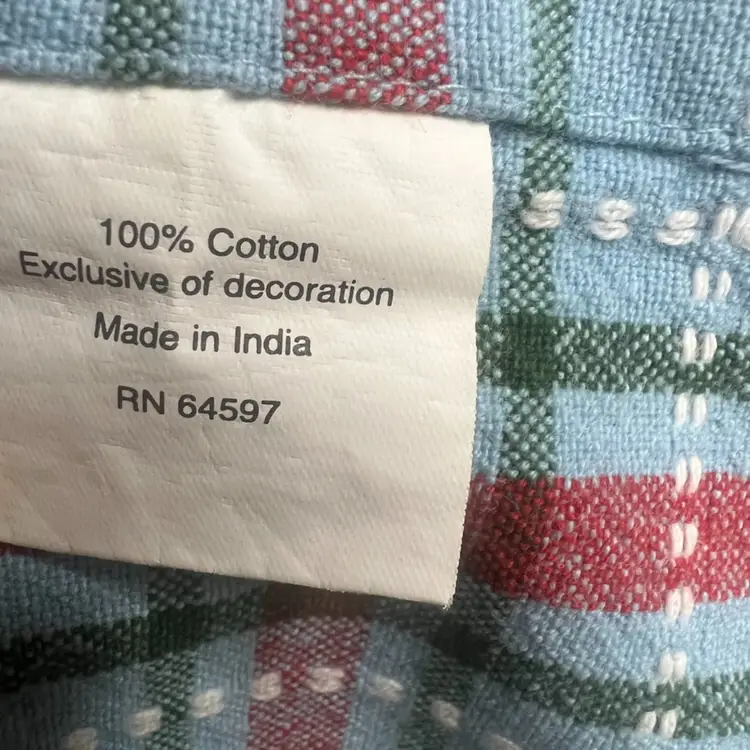 100% Cotton
Exclusive of decoration
Made in India
RN 64597